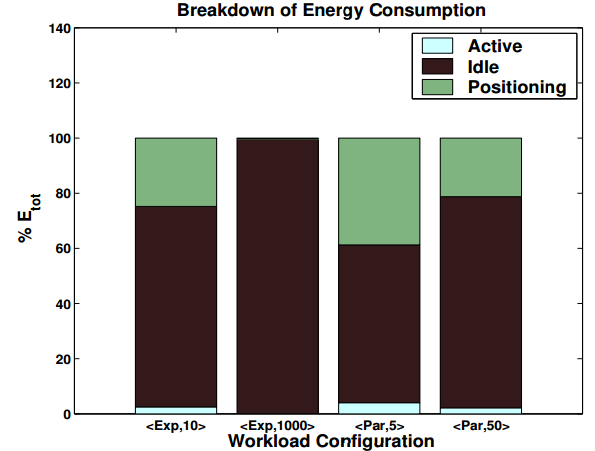 Breakdown of Energy Consumption
Active
Idle
Positioning
140
120
100
80
60
40
20
0
% E_tot
<Exp,10> <Exp,1000> <Par,5> <Par,50>
Workload Configuration